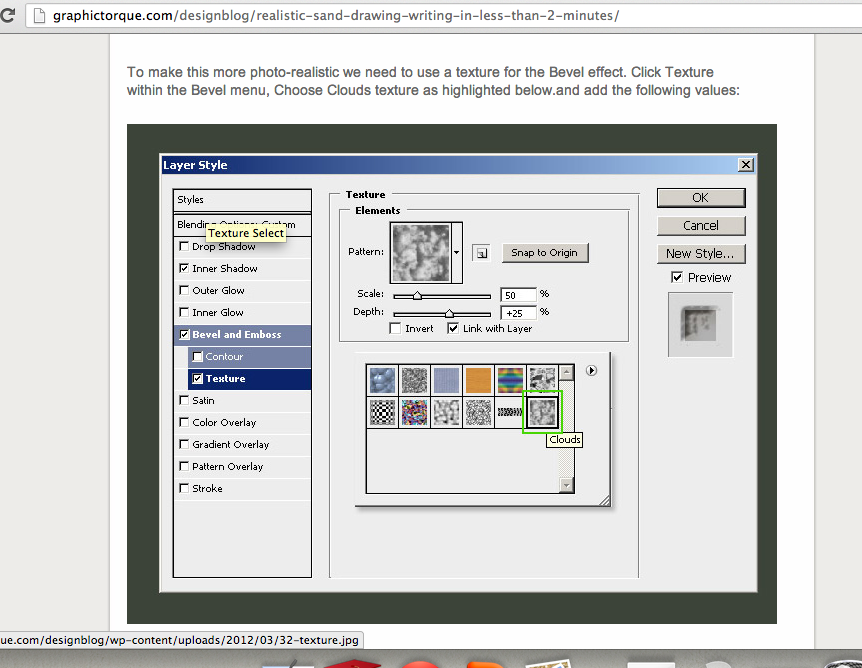 graphictorque.com/designblog/realistic-sand-drawing-writing-in-less-than-2-minutes/
To make this more photo-realistic we need to use a texture for the Bevel effect. Click Texture
within the Bevel menu, Choose Clouds texture as highlighted below.and add the following values:
Layer Style
Styles
Blending Options: Custom
Texture Select
Drop Shadow
Inner Shadow
Outer Glow
Inner Glow
Bevel and Emboss
Contour
Texture
Satin
Color Overlay
Gradient Overlay
Pattern Overlay
Stroke
Texture
Elements
Pattern:
Snap to Origin
Scale: 50 %
Depth: +25 %
Invert Link with Layer
Clouds
OK
Cancel
New Style...
Preview
ue.com/designblog/wp-content/uploads/2012/03/32-texture.jpg